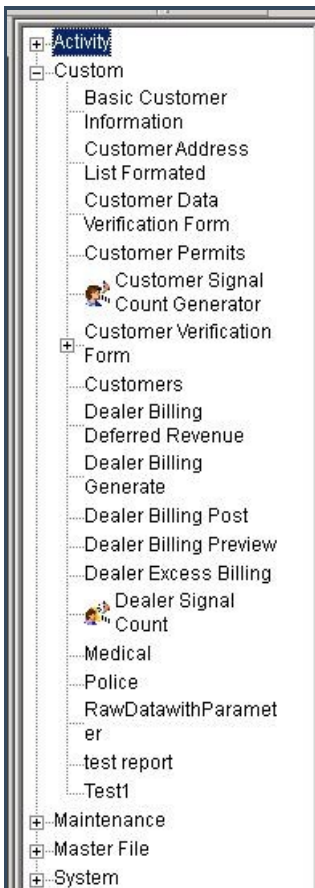 Activity
Custom
Basic Customer
Information
Customer Address
List Formated
Customer Data
Verification Form
Customer Permits
Customer Signal
Count Generator
Customer Verification
Form
Customers
Dealer Billing
Deferred Revenue
Dealer Billing
Generate
Dealer Billing Post
Dealer Billing Preview
Dealer Excess Billing
Dealer Signal
Count
Medical
Police
RawDatawithParamet
er
test report
Test1
Maintenance
Master File
System